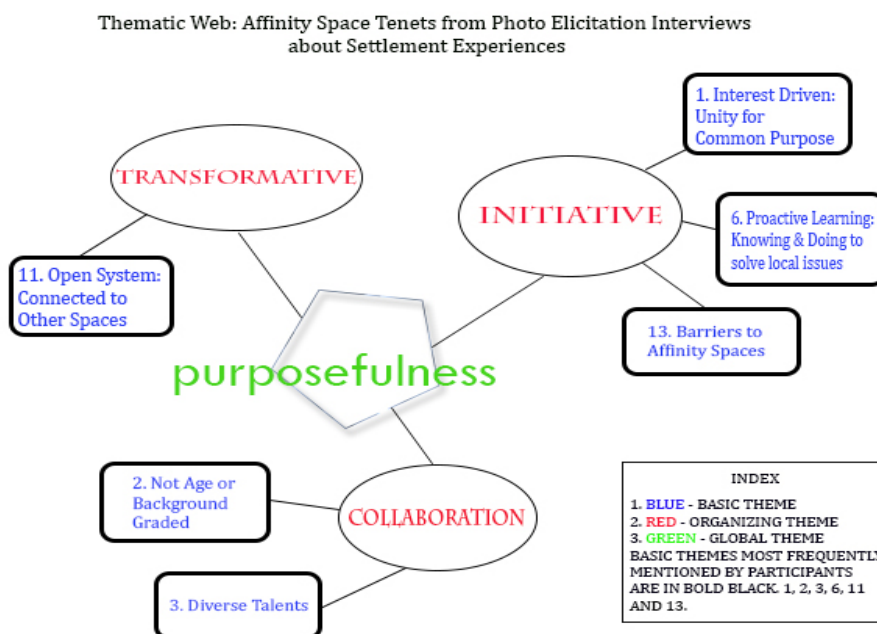 Thematic Web: Affinity Space Tenets from Photo Elicitation Interviews
about Settlement Experiences
1. Interest Driven:
Unity for
Common Purpose
TRANSFORMATIVE
INITIATIVE
6. Proactive Learning:
Knowing & Doing to
solve local issues
11. Open System:
Connected to
Other Spaces
13. Barriers to
Affinity Spaces
purposefulness
2. Not Age or
Background
Graded
COLLABORATION
3. Diverse Talents
INDEX
1. BLUE - BASIC THEME
2. RED - ORGANIZING THEME
3. GREEN - GLOBAL THEME
BASIC THEMES MOST FREQUENTLY
MENTIONED BY PARTICIPANTS
ARE IN BOLD BLACK. 1, 2, 3, 6, 11
AND 13.